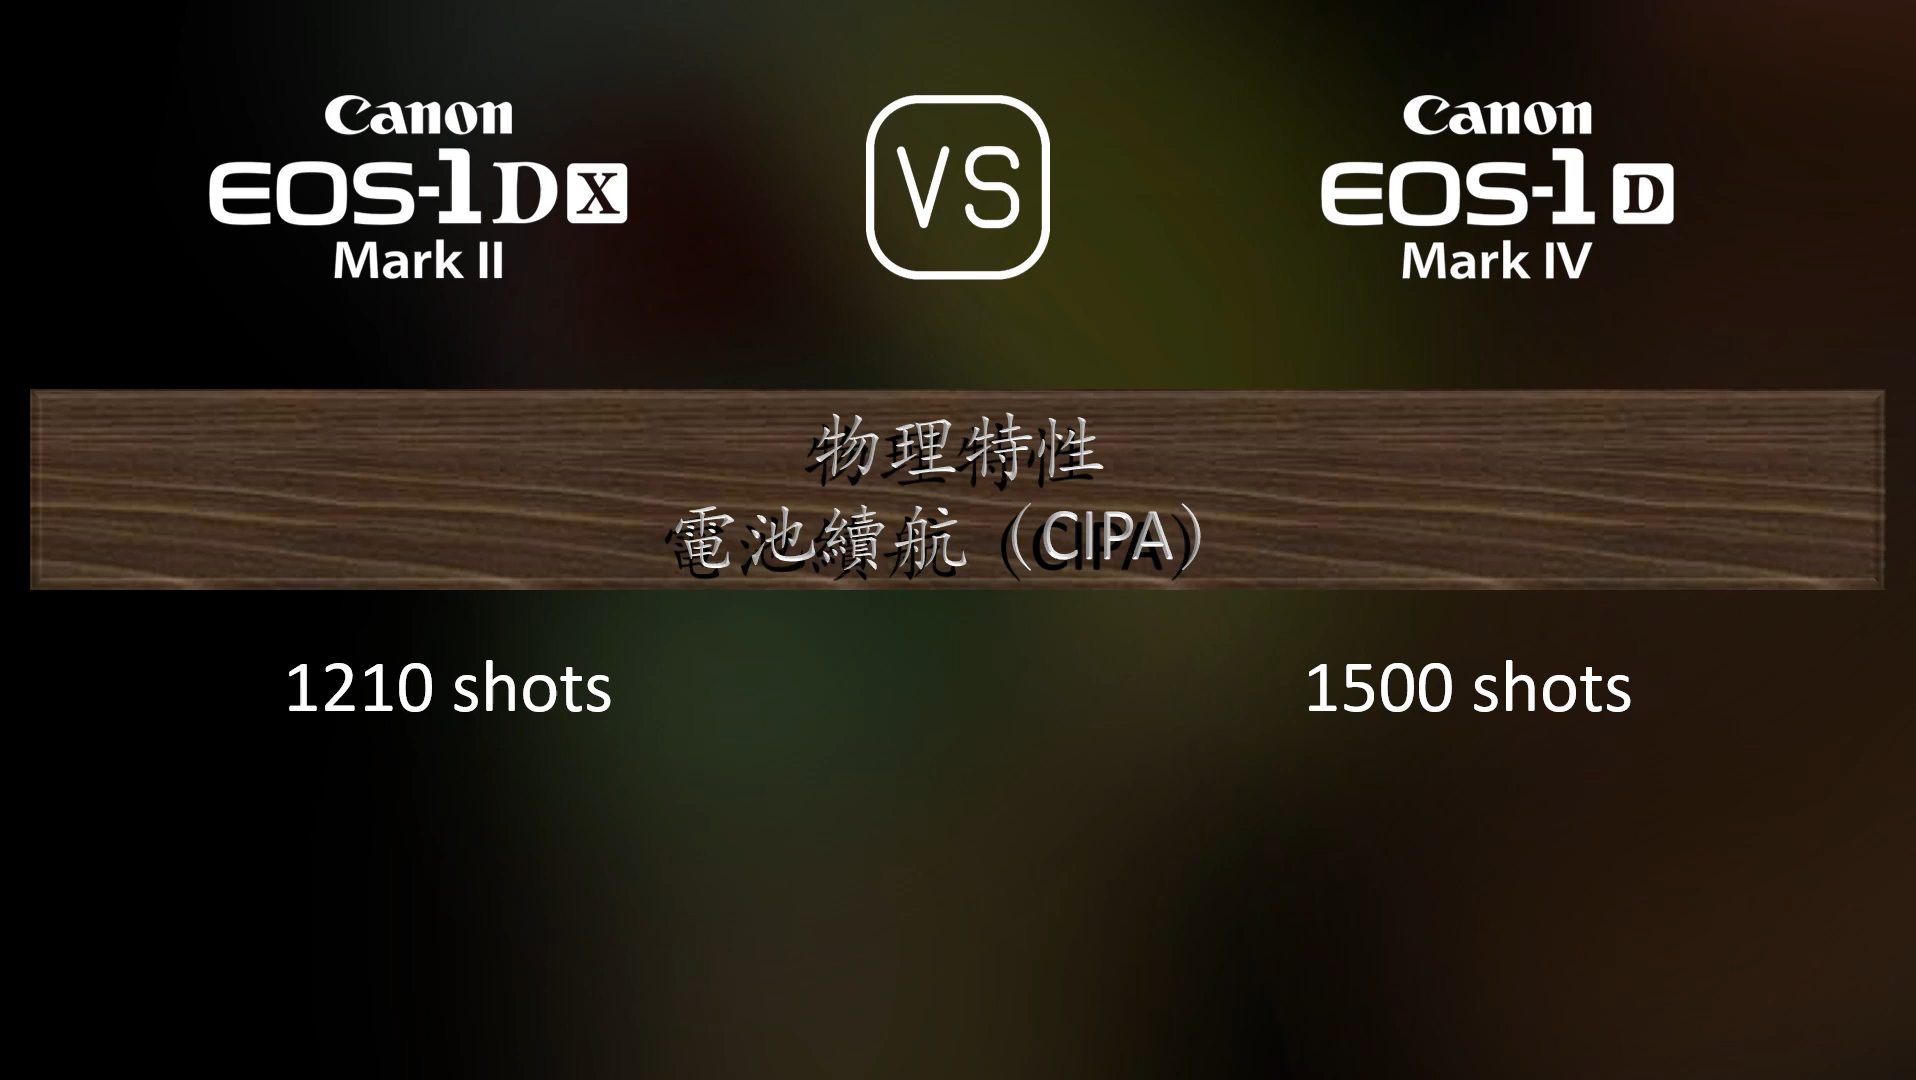 Canon
EOS-1DX
Mark II
VS
Canon
EOS-1D
Mark IV
物理特性
電池續航（CIPA）
1210 shots
1500 shots